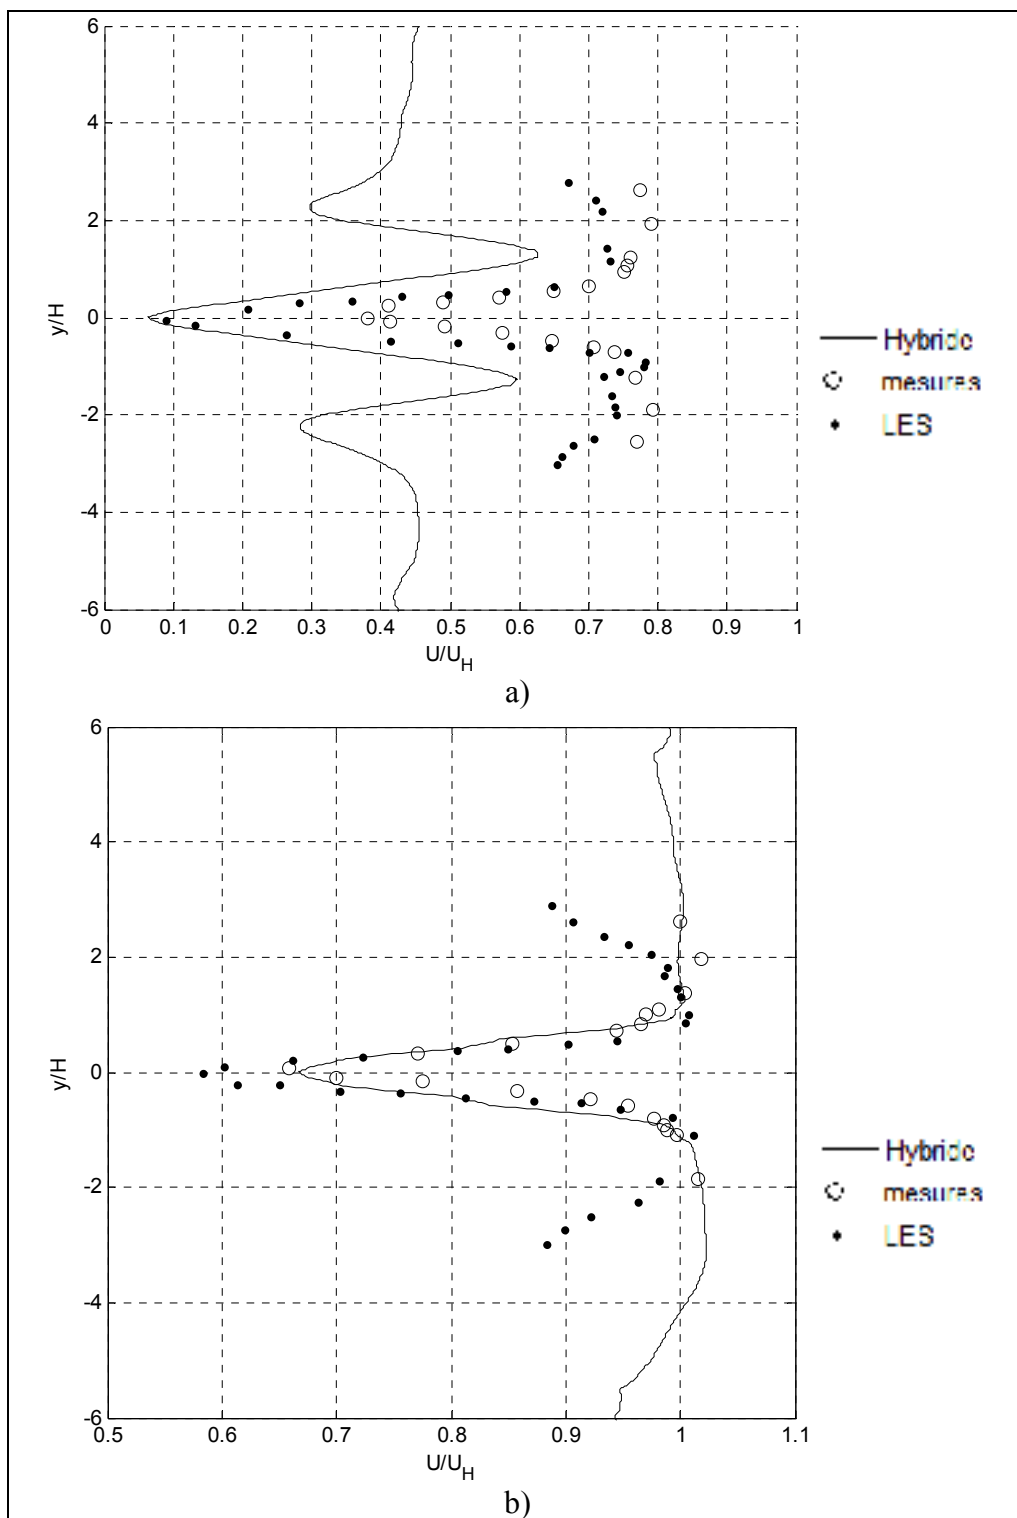 6
4
2
0
-2
-4
-6
y/H
0 0.1 0.2 0.3 0.4 0.5 0.6 0.7 0.8 0.9 1
U/U_H
Hybride
mesures
LES
a)
6
4
2
0
-2
-4
-6
y/H
0.5 0.6 0.7 0.8 0.9 1 1.1
U/U_H
Hybride
mesures
LES
b)